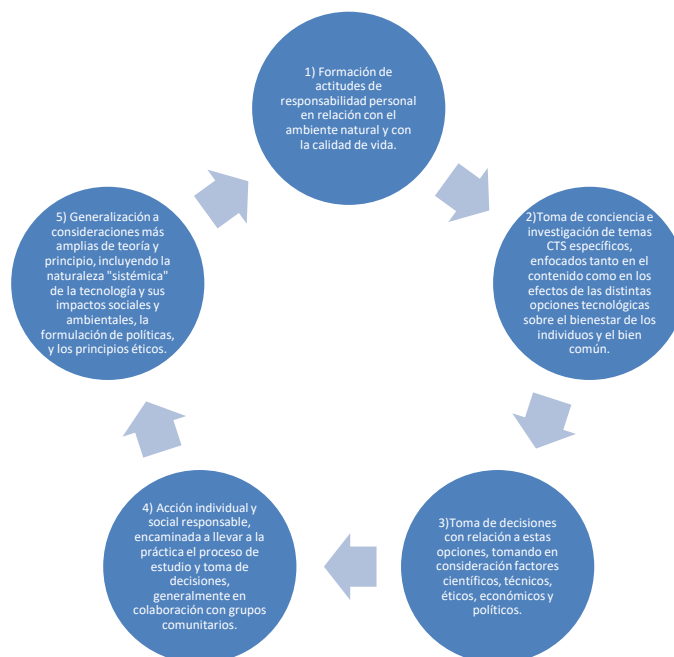 1) Formación de
actitudes de
responsabilidad personal
en relación con el
ambiente natural y con
la calidad de vida.
2)Toma de conciencia e
investigación de temas
CTS específicos,
enfocados tanto en el
contenido como en los
efectos de las distintas
opciones tecnológicas
sobre el bienestar de los
individuos y el bien
común.
3)Toma de decisiones
con relación a estas
opciones, tomando en
consideración factores
científicos, técnicos,
éticos, económicos y
políticos.
4) Acción individual y
social responsable,
encaminada a llevar a la
práctica el proceso de
estudio y toma de
decisiones,
generalmente en
colaboración con grupos
comunitarios.
5) Generalización a
consideraciones más
amplias de teoría y
principio, incluyendo la
naturaleza "sistémica"
de la tecnología y sus
impactos sociales y
ambientales, la
formulación de políticas,
y los principios éticos.